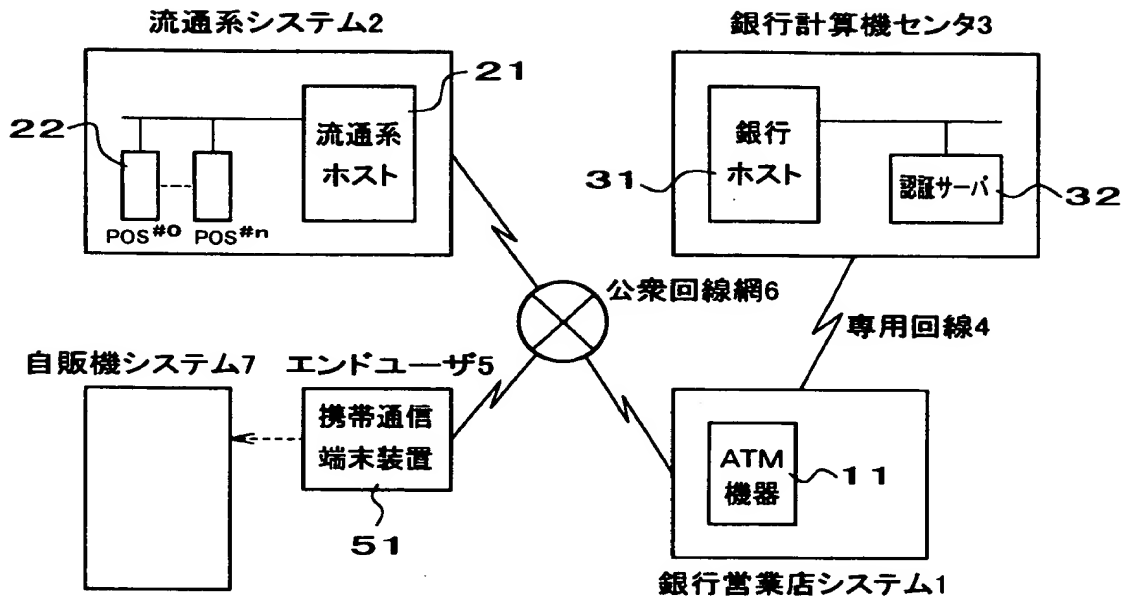 流通系システム2
銀行計算機センタ3
21
22
流通系
ホスト
POS#0
POS#n
銀行
ホスト
31
認証サーバ
32
公衆回線網6
専用回線4
自販機システム7
エンドユーザ5
携帯通信
端末装置
51
ATM
機器
11
銀行営業店システム1